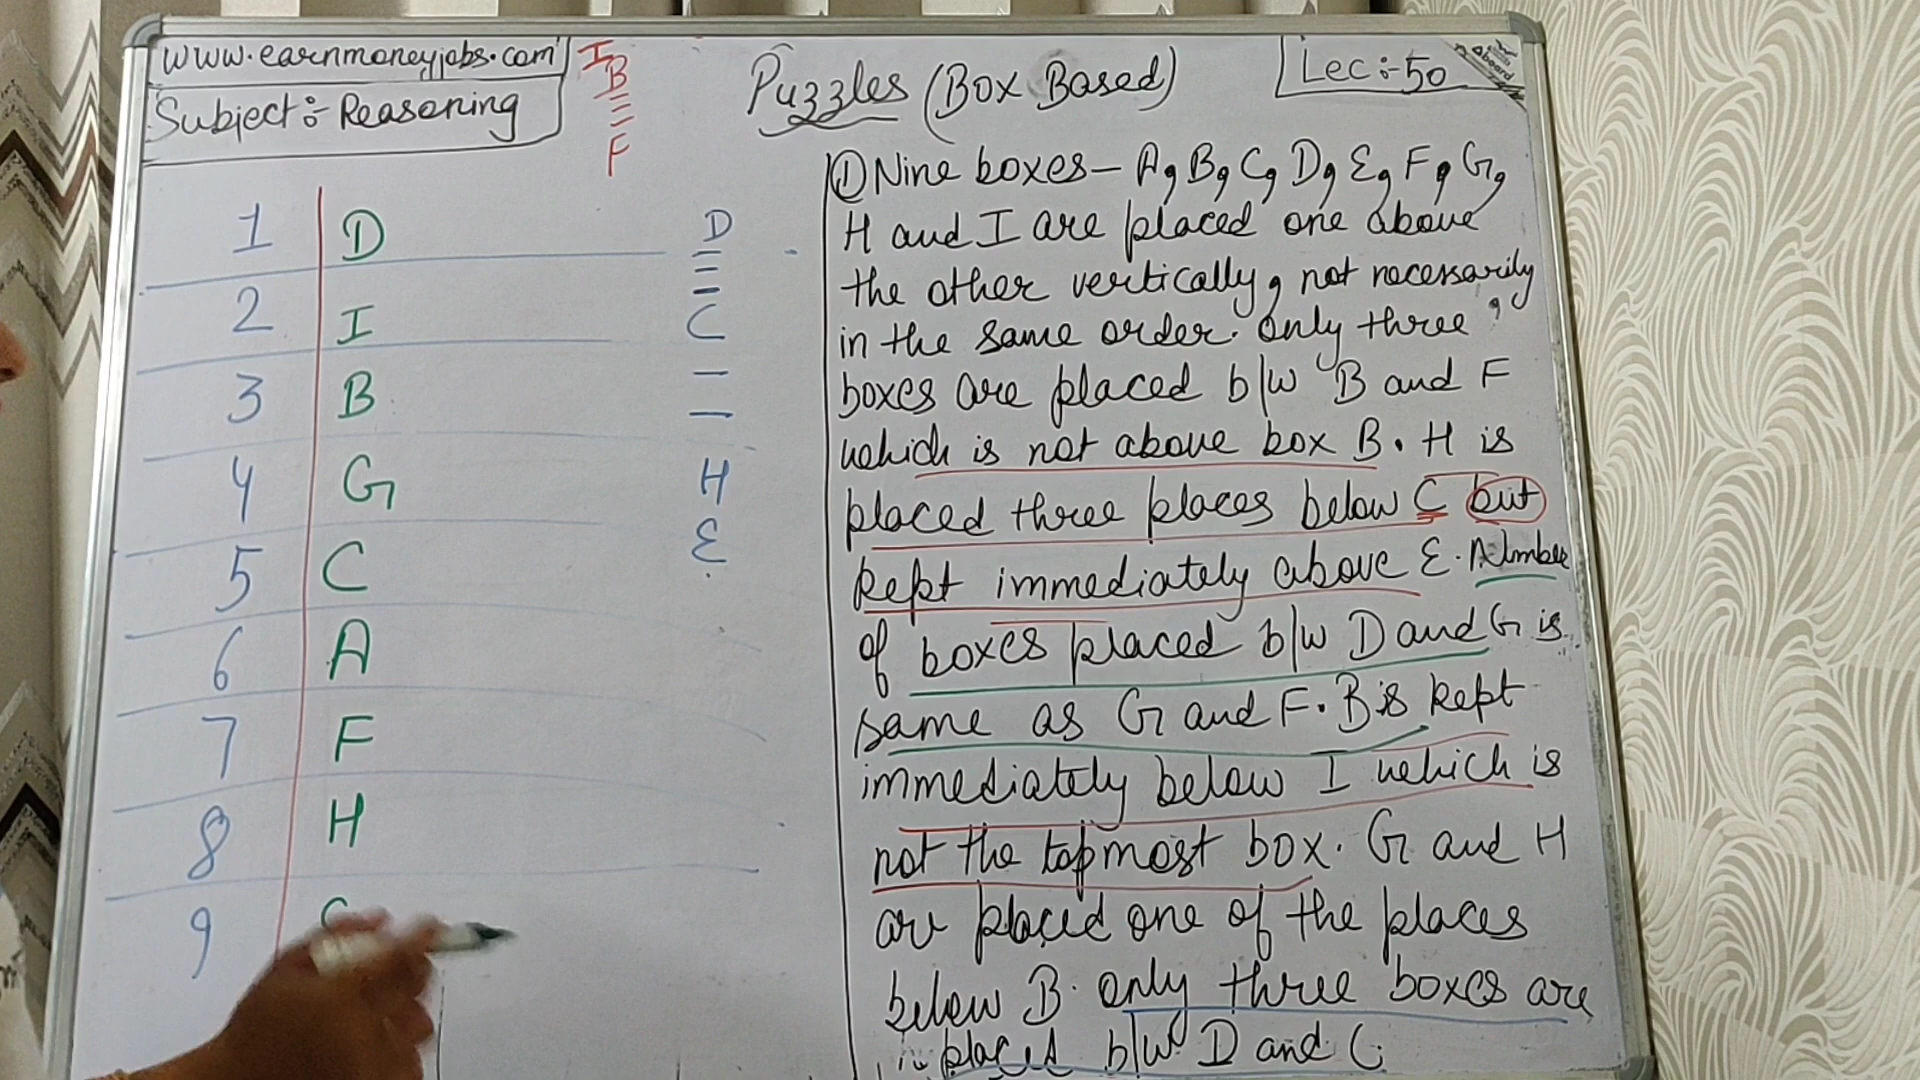 www.earnmoneyjobs.com
Subject:- Reasoning
I
B
F
Puzzles (Box Based)
Lec:-50
1 D
2 I
3 B
4 G
5 C
6 A
7 F
8 H
9
D
C
H
E
① Nine boxes- A, B, C, D, E, F, G,
H and I are placed one above
the other vertically, not necessarily
in the same order. Only three
boxes are placed b/w B and F
which is not above box B. H is
placed three places below C but
kept immediately above E. Number
of boxes placed b/w D and G is
same as G and F. B is kept
immediately below I which is
not the topmost box. G and H
are placed one of the places
below B. only three boxes are
placed b/w D and C